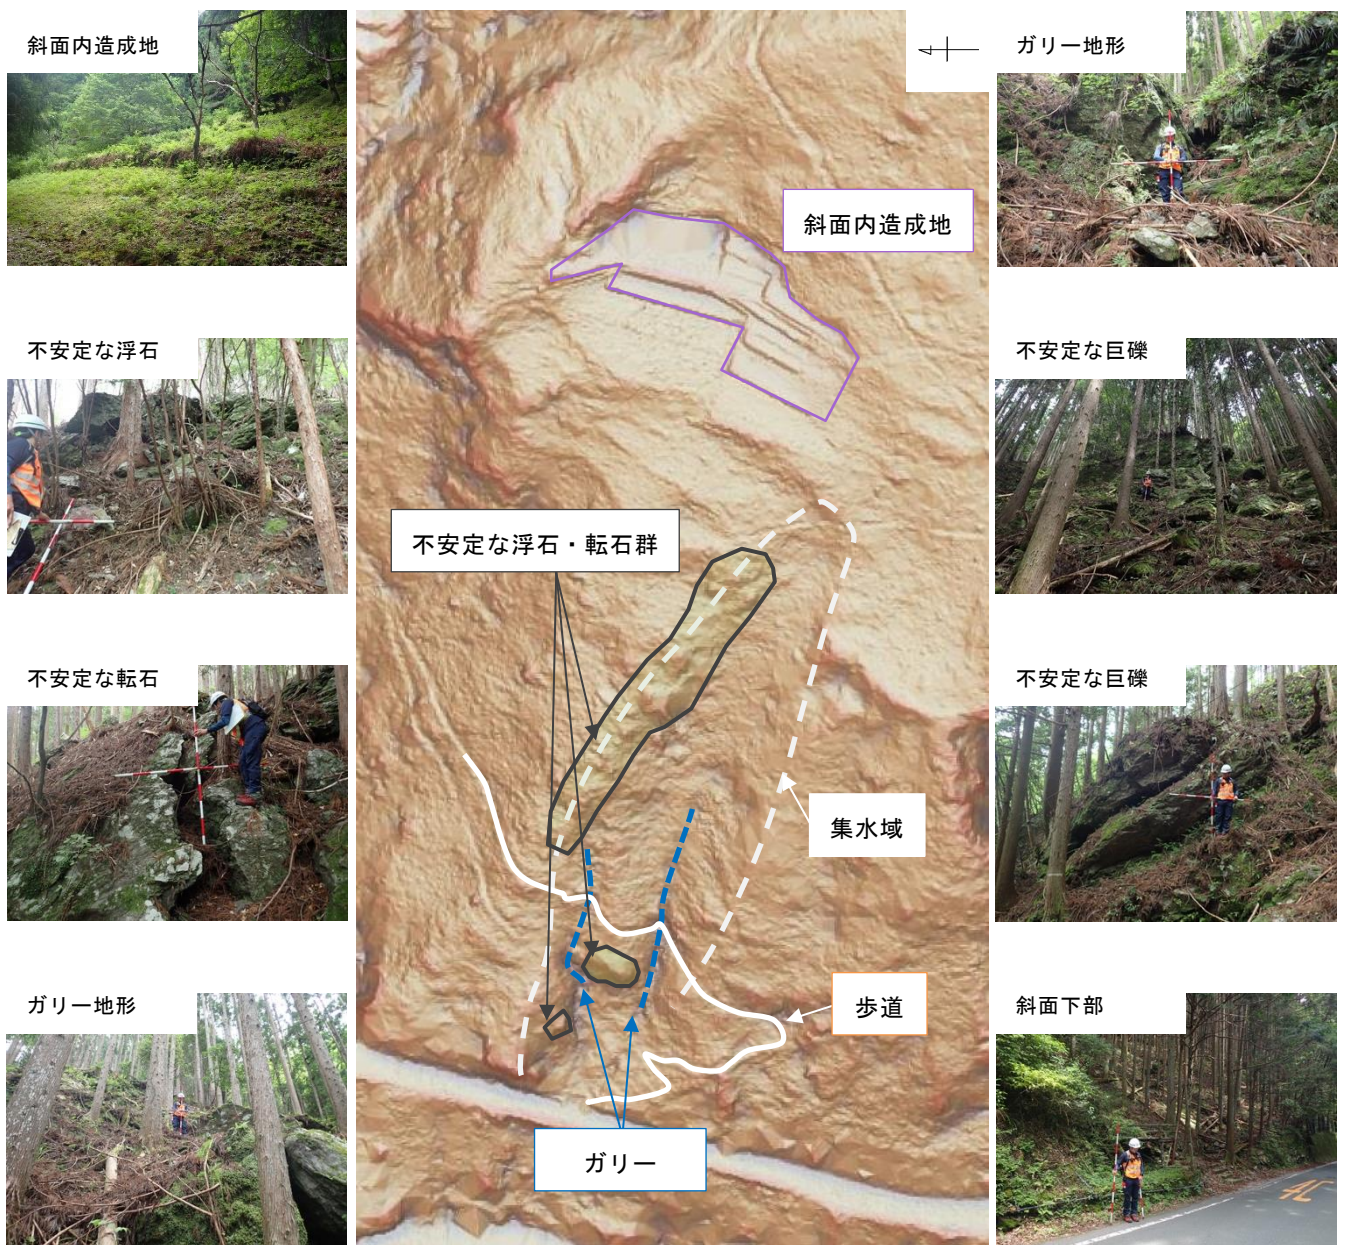 斜面内造成地
ガリー地形
斜面内造成地
不安定な浮石
不安定な巨礫
不安定な浮石・転石群
不安定な転石
不安定な巨礫
集水域
ガリー地形
歩道
斜面下部
ガリー